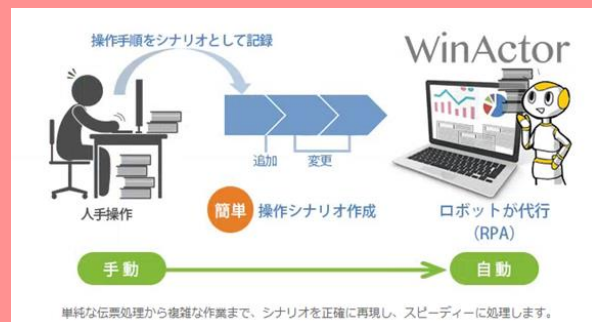 操作手順をシナリオとして記録
WinActor
追加
変更
人手操作
簡単
操作シナリオ作成
ロボットが代行
(RPA)
手動
自動
単純な伝票処理から複雑な作業まで、シナリオを正確に再現し、スピーディーに処理します。